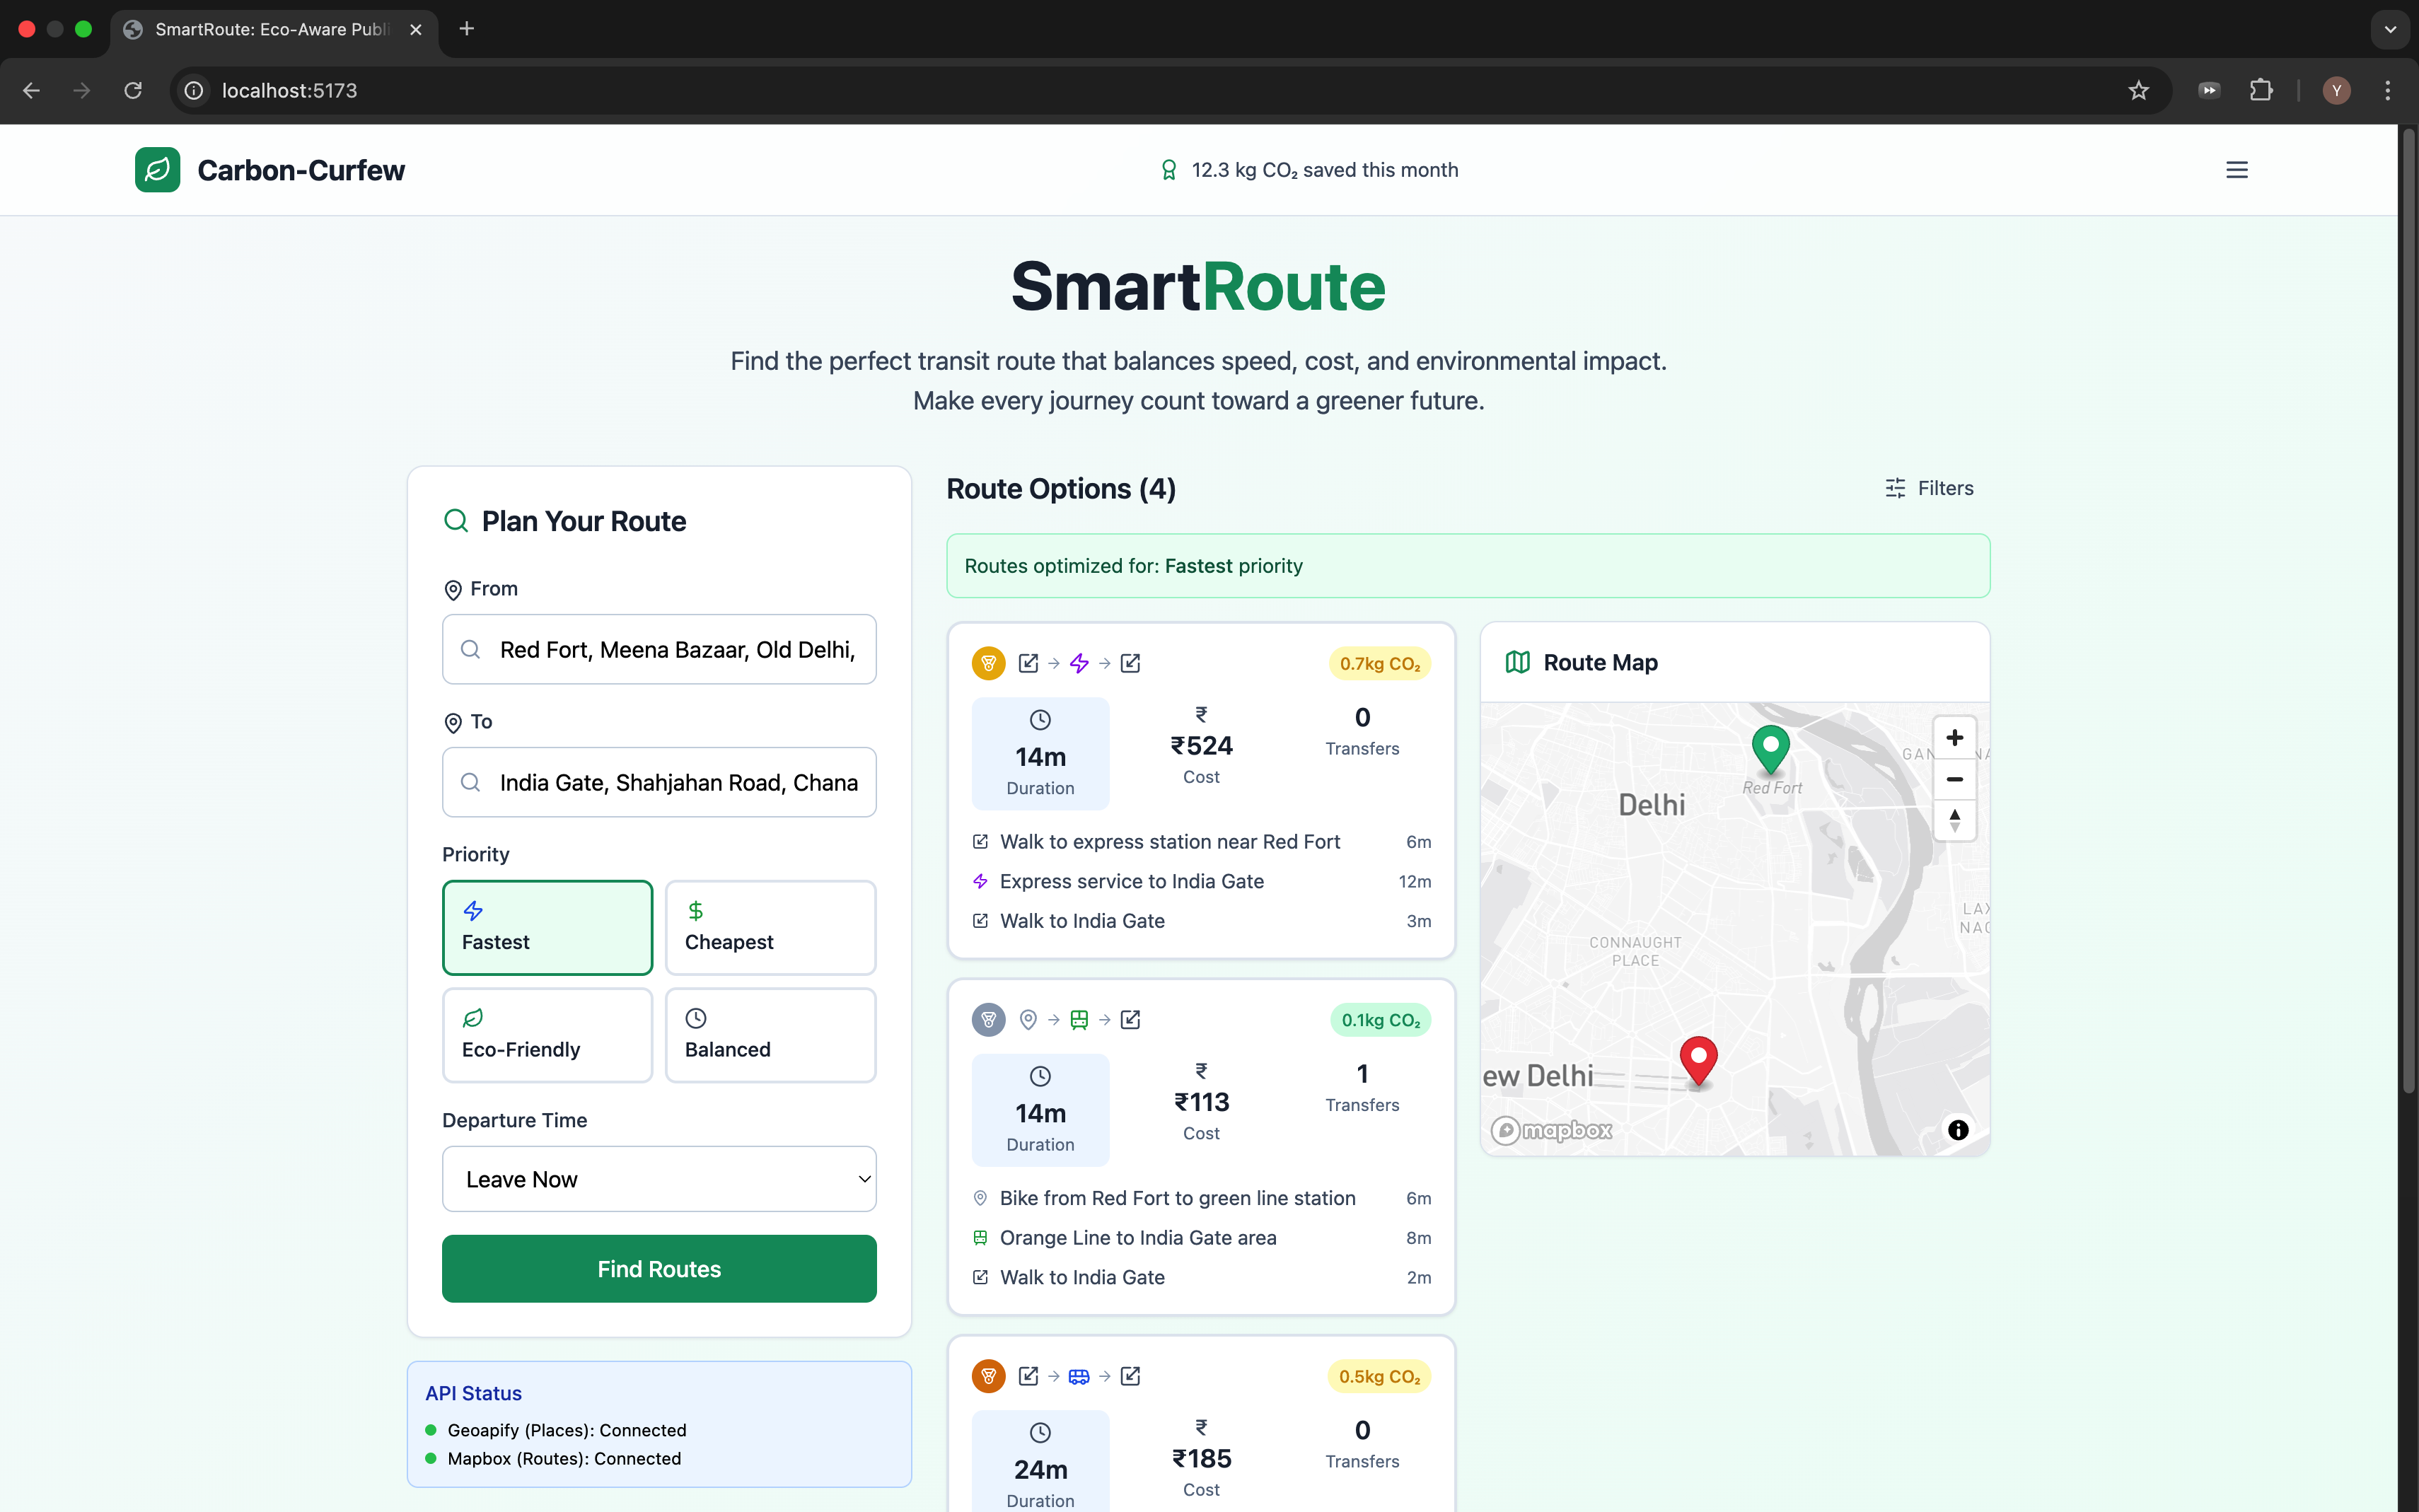 SmartRoute: Eco-Aware Publi
localhost:5173
Y
Carbon-Curfew
12.3 kg CO₂ saved this month
SmartRoute
Find the perfect transit route that balances speed, cost, and environmental impact.
Make every journey count toward a greener future.
Plan Your Route
From
Red Fort, Meena Bazaar, Old Delhi,
To
India Gate, Shahjahan Road, Chana
Priority
Fastest
Cheapest
Eco-Friendly
Balanced
Departure Time
Leave Now
Find Routes
API Status
Geoapify (Places): Connected
Mapbox (Routes): Connected
Route Options (4)
Filters
Routes optimized for: Fastest priority
0.7kg CO₂
14m
Duration
₹
₹524
Cost
0
Transfers
Walk to express station near Red Fort 6m
Express service to India Gate 12m
Walk to India Gate 3m
0.1kg CO₂
14m
Duration
₹
₹113
Cost
1
Transfers
Bike from Red Fort to green line station 6m
Orange Line to India Gate area 8m
Walk to India Gate 2m
0.5kg CO₂
24m
Duration
₹
₹185
Cost
0
Transfers
Route Map
Red Fort
Delhi
GAN
NA
LAX
NAG
CONNAUGHT
PLACE
ew Delhi
mapbox